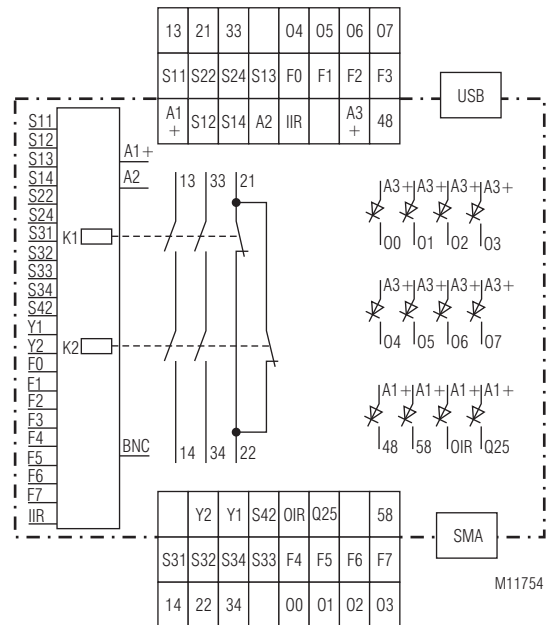 13 21 33 04 05 06 07
S11 S22 S24 S13 F0 F1 F2 F3
A1+ S12 S14 A2 IIR A3+ 48
USB
S11
S12
S13
S14
S22
S24
S31
S32
S33
S34
S42
Y1
Y2
F0
F1
F2
F3
F4
F5
F6
F7
IIR
K1
K2
A1+
A2
BNC
13 33 21
14 34 22
A3+ A3+ A3+ A3+
00 01 02 03
A3+ A3+ A3+ A3+
04 05 06 07
A1+ A1+ A1+ A1+
48 58 OIR Q25
Y2 Y1 S42 OIR Q25 58
S31 S32 S34 S33 F4 F5 F6 F7
14 22 34 00 01 02 03
SMA
M11754